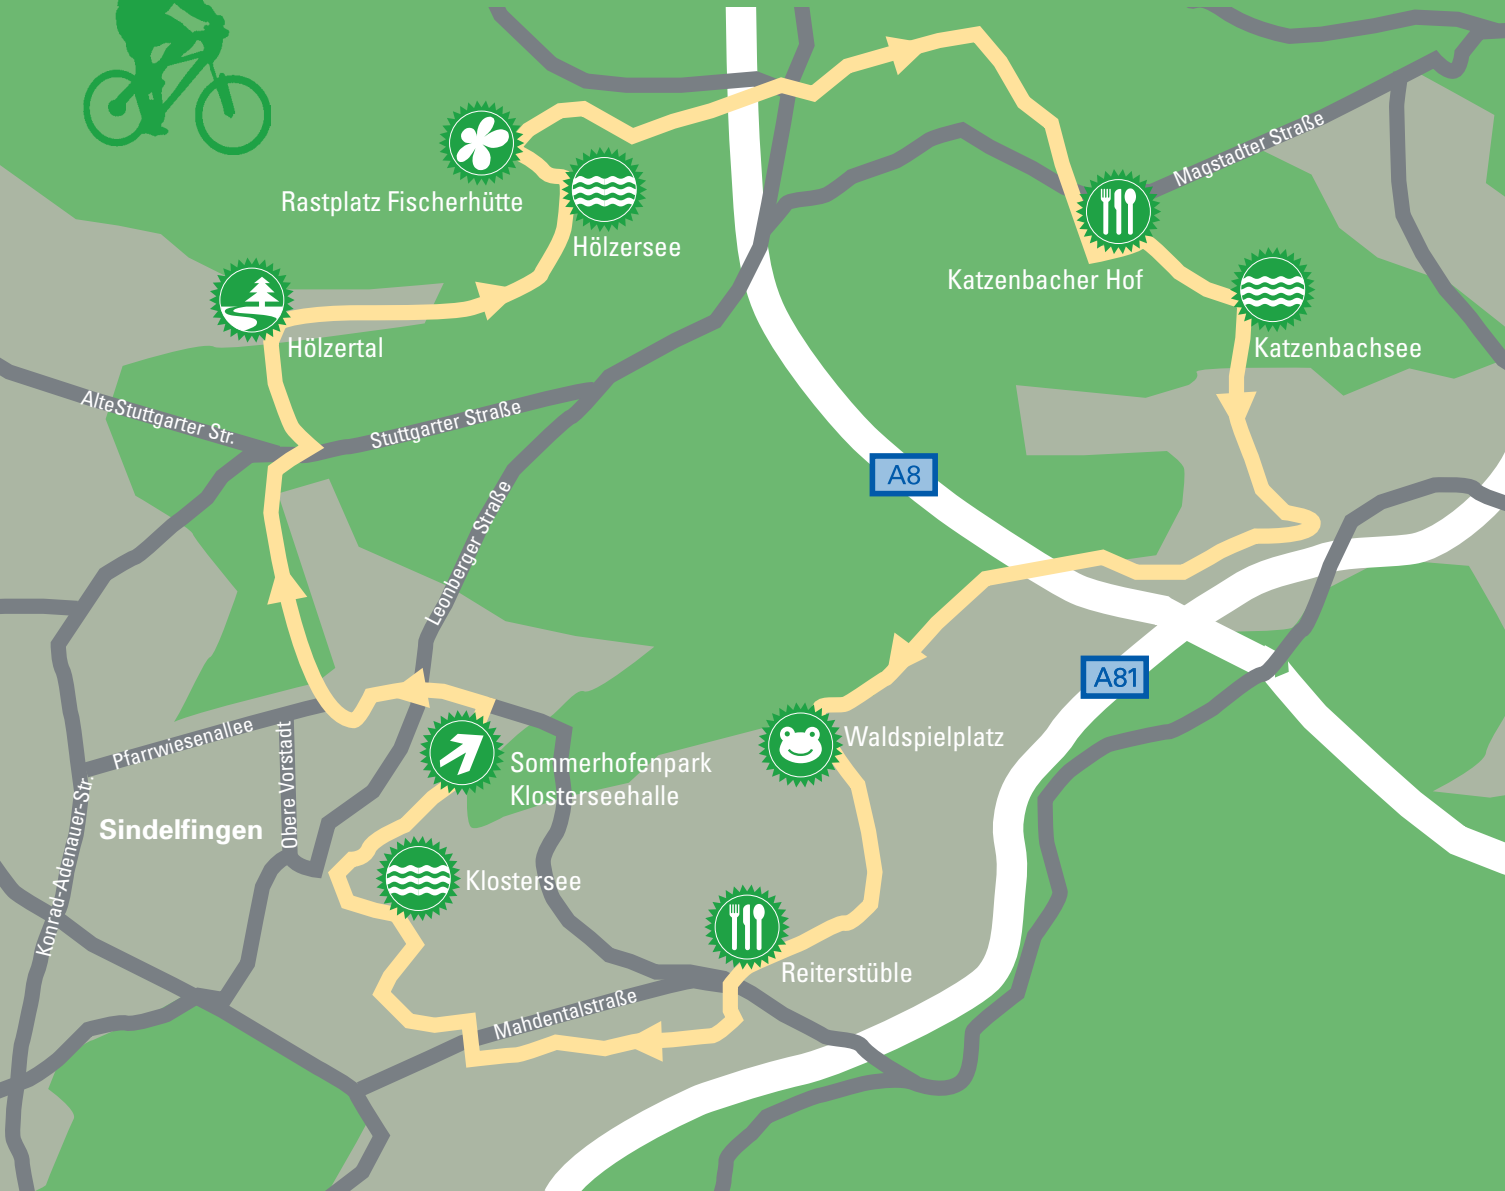 Magstadter Straße
Rastplatz Fischerhütte
Hölzersee
Katzenbacher Hof
Hölzertal
Katzenbachsee
AlteStuttgarter Str.
Stuttgarter Straße
A8
Leonberger Straße
A81
Pfarrwiesenallee
Obere Vorstadt
Waldspielplatz
Sommerhofenpark
Klosterseehalle
Sindelfingen
Konrad-Adenauer-Str.
Klostersee
Reiterstüble
Mahdentalstraße